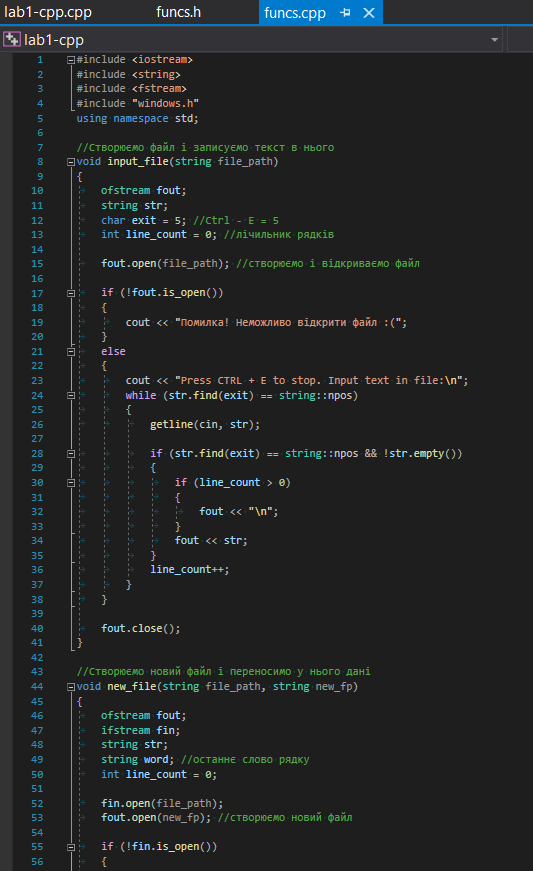 lab1-cpp.cpp funcs.h funcs.cpp
lab1-cpp
1 #include <iostream>
2 #include <string>
3 #include <fstream>
4 #include "windows.h"
5 using namespace std;
6
7 //Створюємо файл і записуємо текст в нього
8 void input_file(string file_path)
9 {
10 ofstream fout;
11 string str;
12 char exit = 5; //Ctrl - E = 5
13 int line_count = 0; //лічильник рядків
14
15 fout.open(file_path); //створюємо і відкриваємо файл
16
17 if (!fout.is_open())
18 {
19 cout << "Помилка! Неможливо відкрити файл :(";
20 }
21 else
22 {
23 cout << "Press CTRL + E to stop. Input text in file:\n";
24 while (str.find(exit) == string::npos)
25 {
26 getline(cin, str);
27
28 if (str.find(exit) == string::npos && !str.empty())
29 {
30 if (line_count > 0)
31 {
32 fout << "\n";
33 }
34 fout << str;
35 }
36 line_count++;
37 }
38 }
39
40 fout.close();
41 }
42
43 //Створюємо новий файл і переносимо у нього дані
44 void new_file(string file_path, string new_fp)
45 {
46 ofstream fout;
47 ifstream fin;
48 string str;
49 string word; //останнє слово рядку
50 int line_count = 0;
51
52 fin.open(file_path);
53 fout.open(new_fp); //створюємо новий файл
54
55 if (!fin.is_open())
56 {